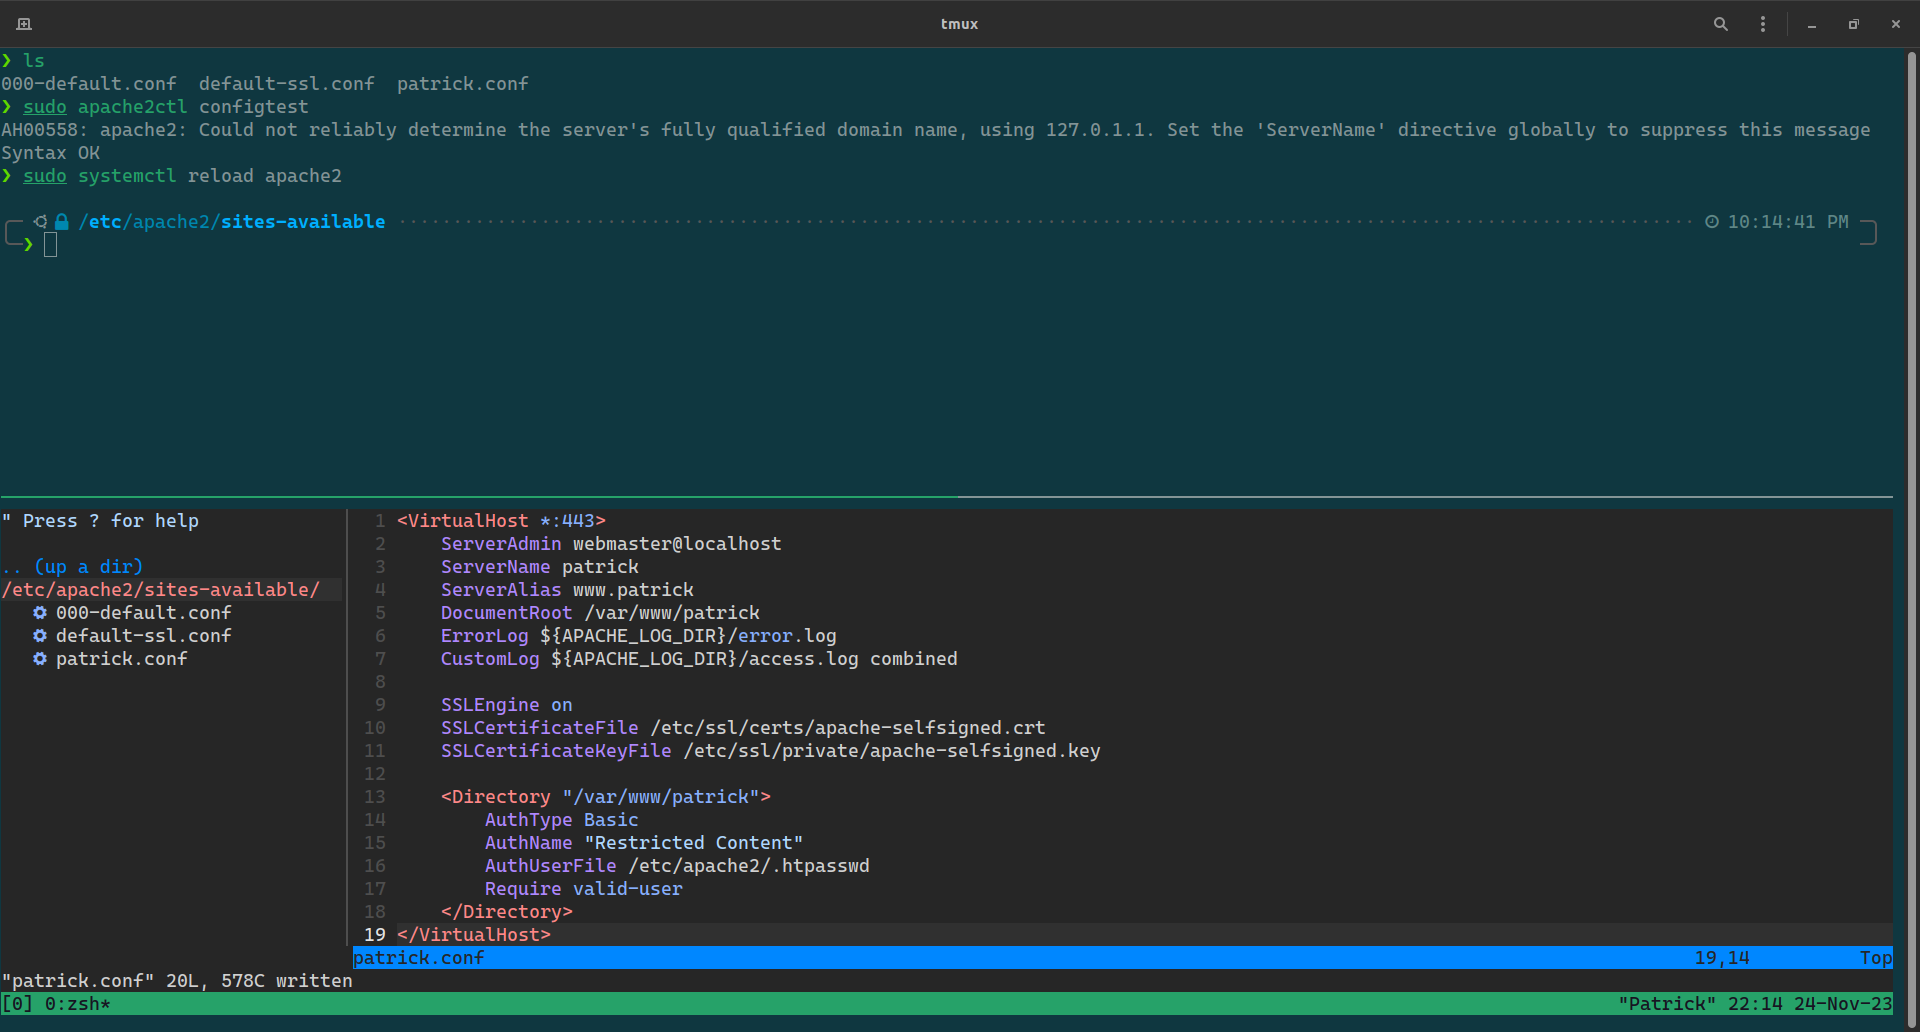 tmux
❯ ls
000-default.conf  default-ssl.conf  patrick.conf
❯ sudo apache2ctl configtest
AH00558: apache2: Could not reliably determine the server's fully qualified domain name, using 127.0.1.1. Set the 'ServerName' directive globally to suppress this message
Syntax OK
❯ sudo systemctl reload apache2
/etc/apache2/sites-available 10:14:41 PM
❯
" Press ? for help
.. (up a dir)
/etc/apache2/sites-available/
000-default.conf
default-ssl.conf
patrick.conf
1 <VirtualHost *:443>
2     ServerAdmin webmaster@localhost
3     ServerName patrick
4     ServerAlias www.patrick
5     DocumentRoot /var/www/patrick
6     ErrorLog ${APACHE_LOG_DIR}/error.log
7     CustomLog ${APACHE_LOG_DIR}/access.log combined
8
9     SSLEngine on
10     SSLCertificateFile /etc/ssl/certs/apache-selfsigned.crt
11     SSLCertificateKeyFile /etc/ssl/private/apache-selfsigned.key
12
13     <Directory "/var/www/patrick">
14         AuthType Basic
15         AuthName "Restricted Content"
16         AuthUserFile /etc/apache2/.htpasswd
17         Require valid-user
18     </Directory>
19 </VirtualHost>
patrick.conf 19,14 Top
"patrick.conf" 20L, 578C written
[0] 0:zsh* "Patrick" 22:14 24-Nov-23